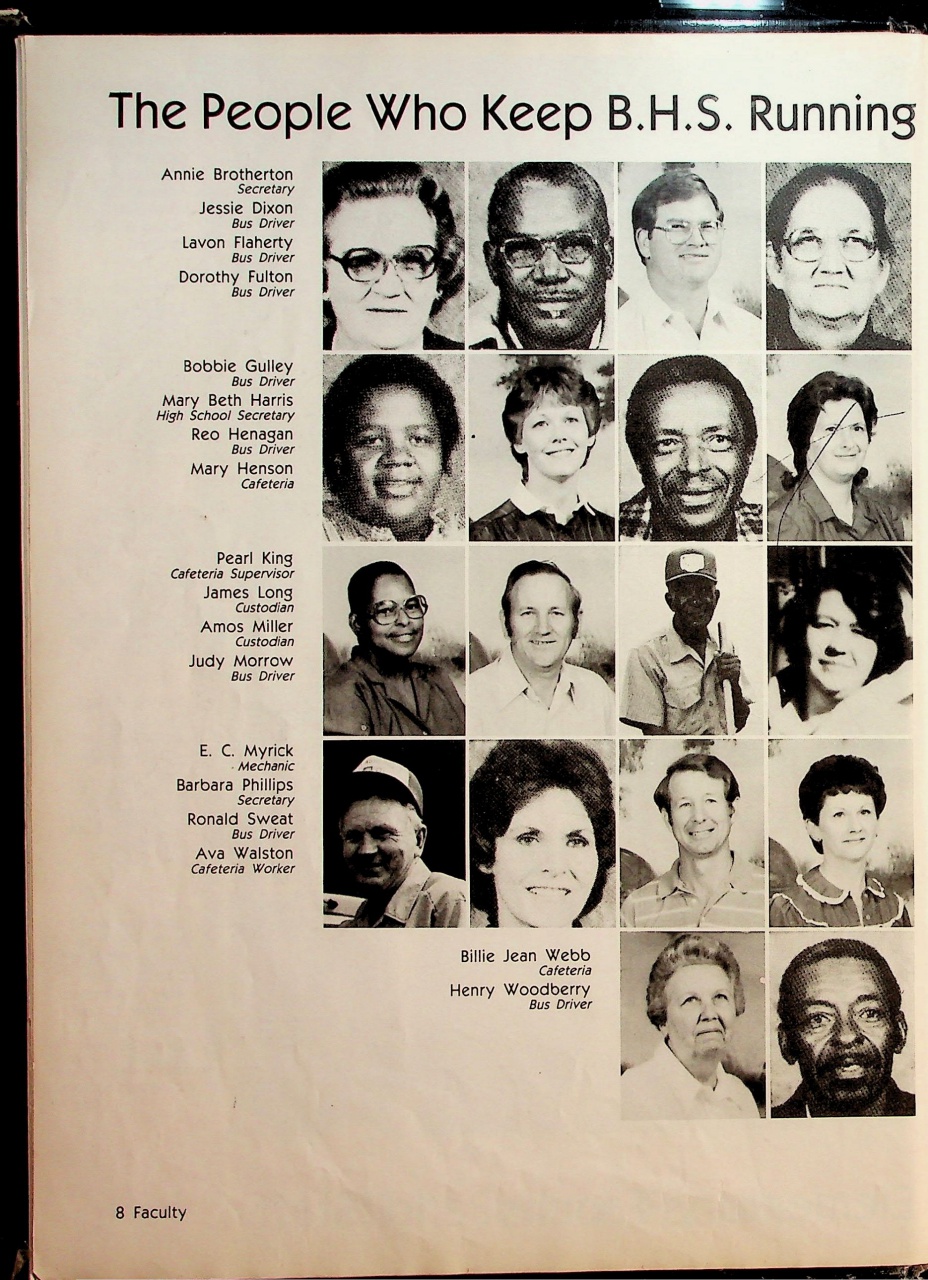 The People Who Keep B.H.S. Running
Annie Brotherton
Secretary
Jessie Dixon
Bus Driver
Lavon Flaherty
Bus Driver
Dorothy Fulton
Bus Driver
Bobbie Gulley
Bus Driver
Mary Beth Harris
High School Secretary
Reo Henagan
Bus Driver
Mary Henson
Cafeteria
Pearl King
Cafeteria Supervisor
James Long
Custodian
Amos Miller
Custodian
Judy Morrow
Bus Driver
E. C. Myrick
Mechanic
Barbara Phillips
Secretary
Ronald Sweat
Bus Driver
Ava Walston
Cafeteria Worker
Billie Jean Webb
Cafeteria
Henry Woodberry
Bus Driver
8 Faculty